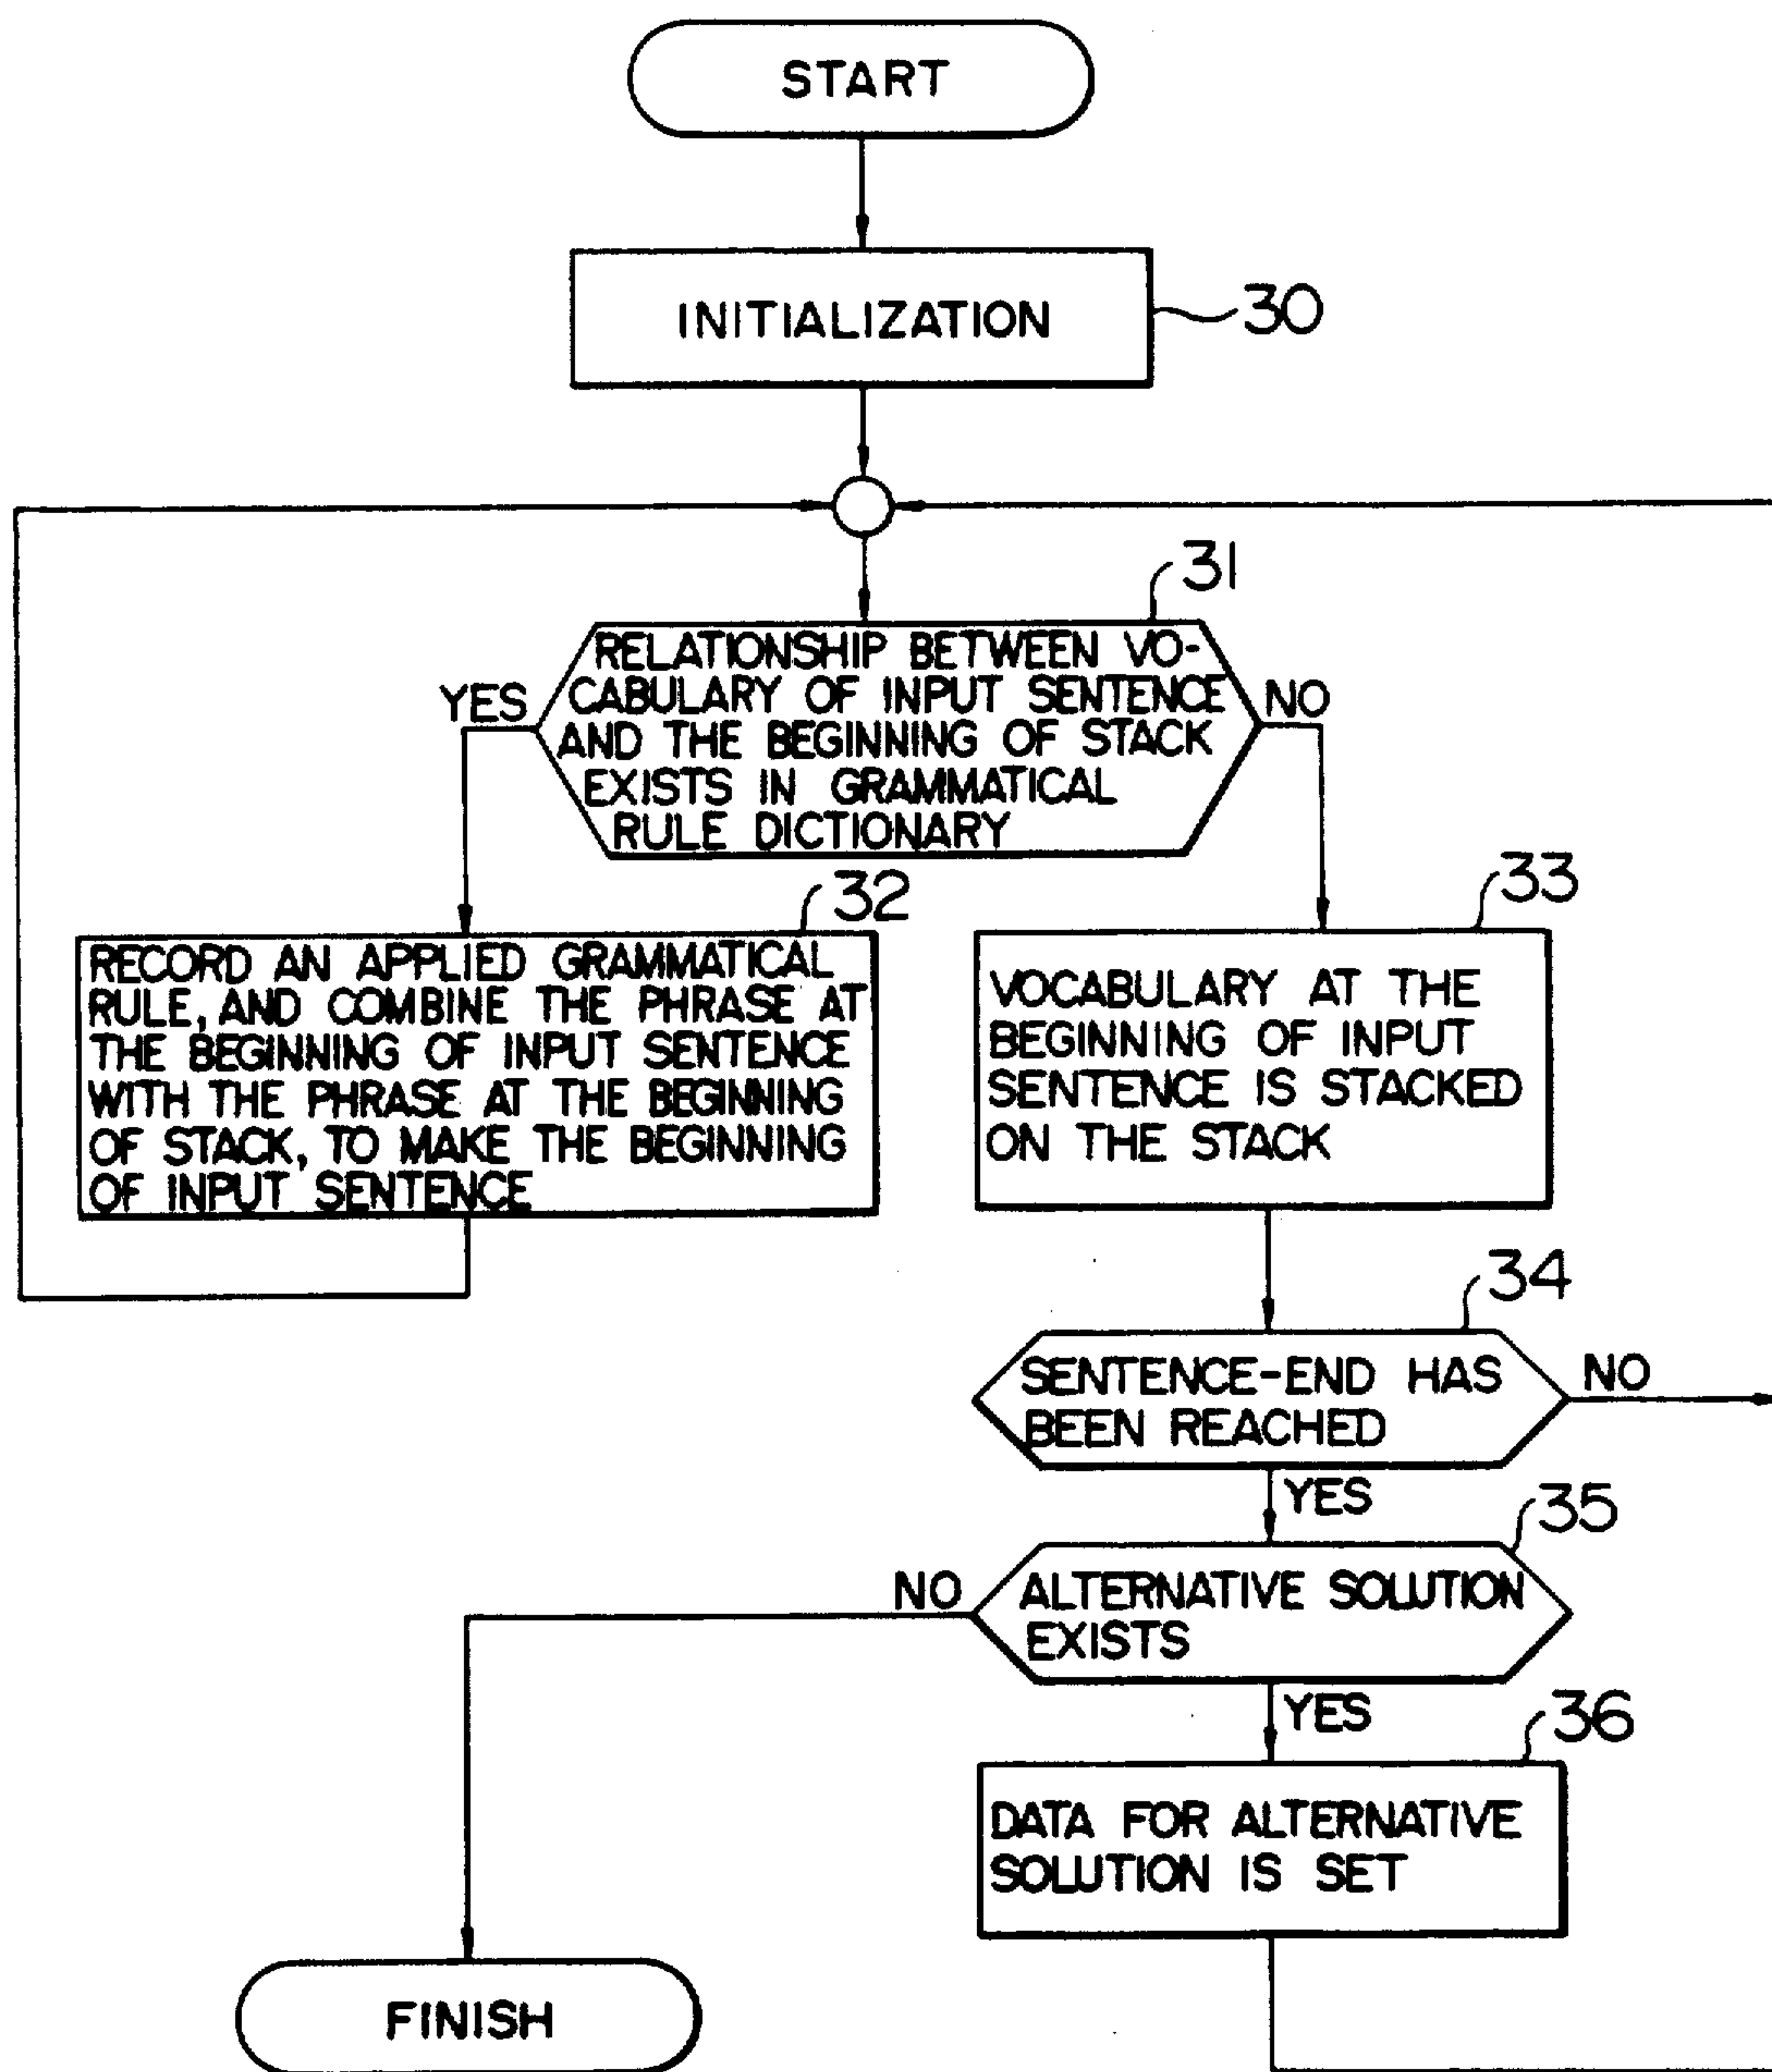 START
INITIALIZATION
30
31
RELATIONSHIP BETWEEN VO-
CABULARY OF INPUT SENTENCE
AND THE BEGINNING OF STACK
EXISTS IN GRAMMATICAL
RULE DICTIONARY
YES
NO
32
RECORD AN APPLIED GRAMMATICAL
RULE, AND COMBINE THE PHRASE AT
THE BEGINNING OF INPUT SENTENCE
WITH THE PHRASE AT THE BEGINNING
OF STACK, TO MAKE THE BEGINNING
OF INPUT SENTENCE
33
VOCABULARY AT THE
BEGINNING OF INPUT
SENTENCE IS STACKED
ON THE STACK
34
SENTENCE-END HAS
BEEN REACHED
NO
YES
35
ALTERNATIVE SOLUTION
EXISTS
NO
YES
36
DATA FOR ALTERNATIVE
SOLUTION IS SET
FINISH